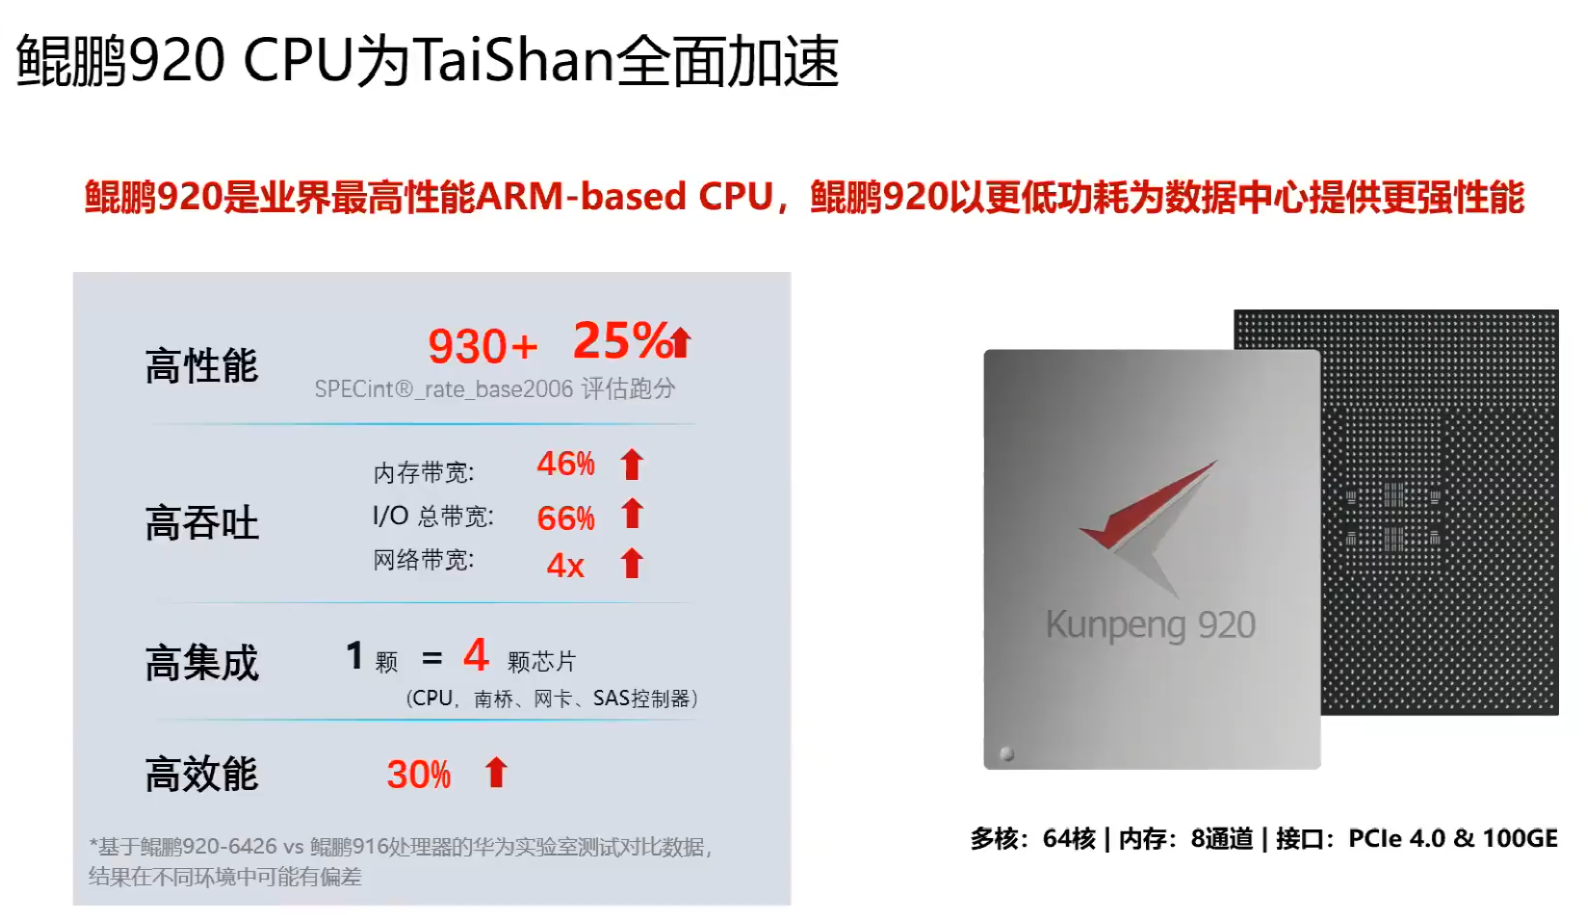 鲲鹏920 CPU为TaiShan全面加速
鲲鹏920是业界最高性能ARM-based CPU，鲲鹏920以更低功耗为数据中心提供更强性能
高性能
930+ 25%
SPECint®_rate_base2006 评估跑分
高吞吐
内存带宽: 46%
I/O 总带宽: 66%
网络带宽: 4x
高集成
1 颗 = 4 颗芯片
(CPU，南桥、网卡、SAS控制器)
高效能 30%
*基于鲲鹏920-6426 vs 鲲鹏916处理器的华为实验室测试对比数据，
结果在不同环境中可能有偏差
Kunpeng 920
多核：64核 | 内存：8通道 | 接口：PCIe 4.0 & 100GE